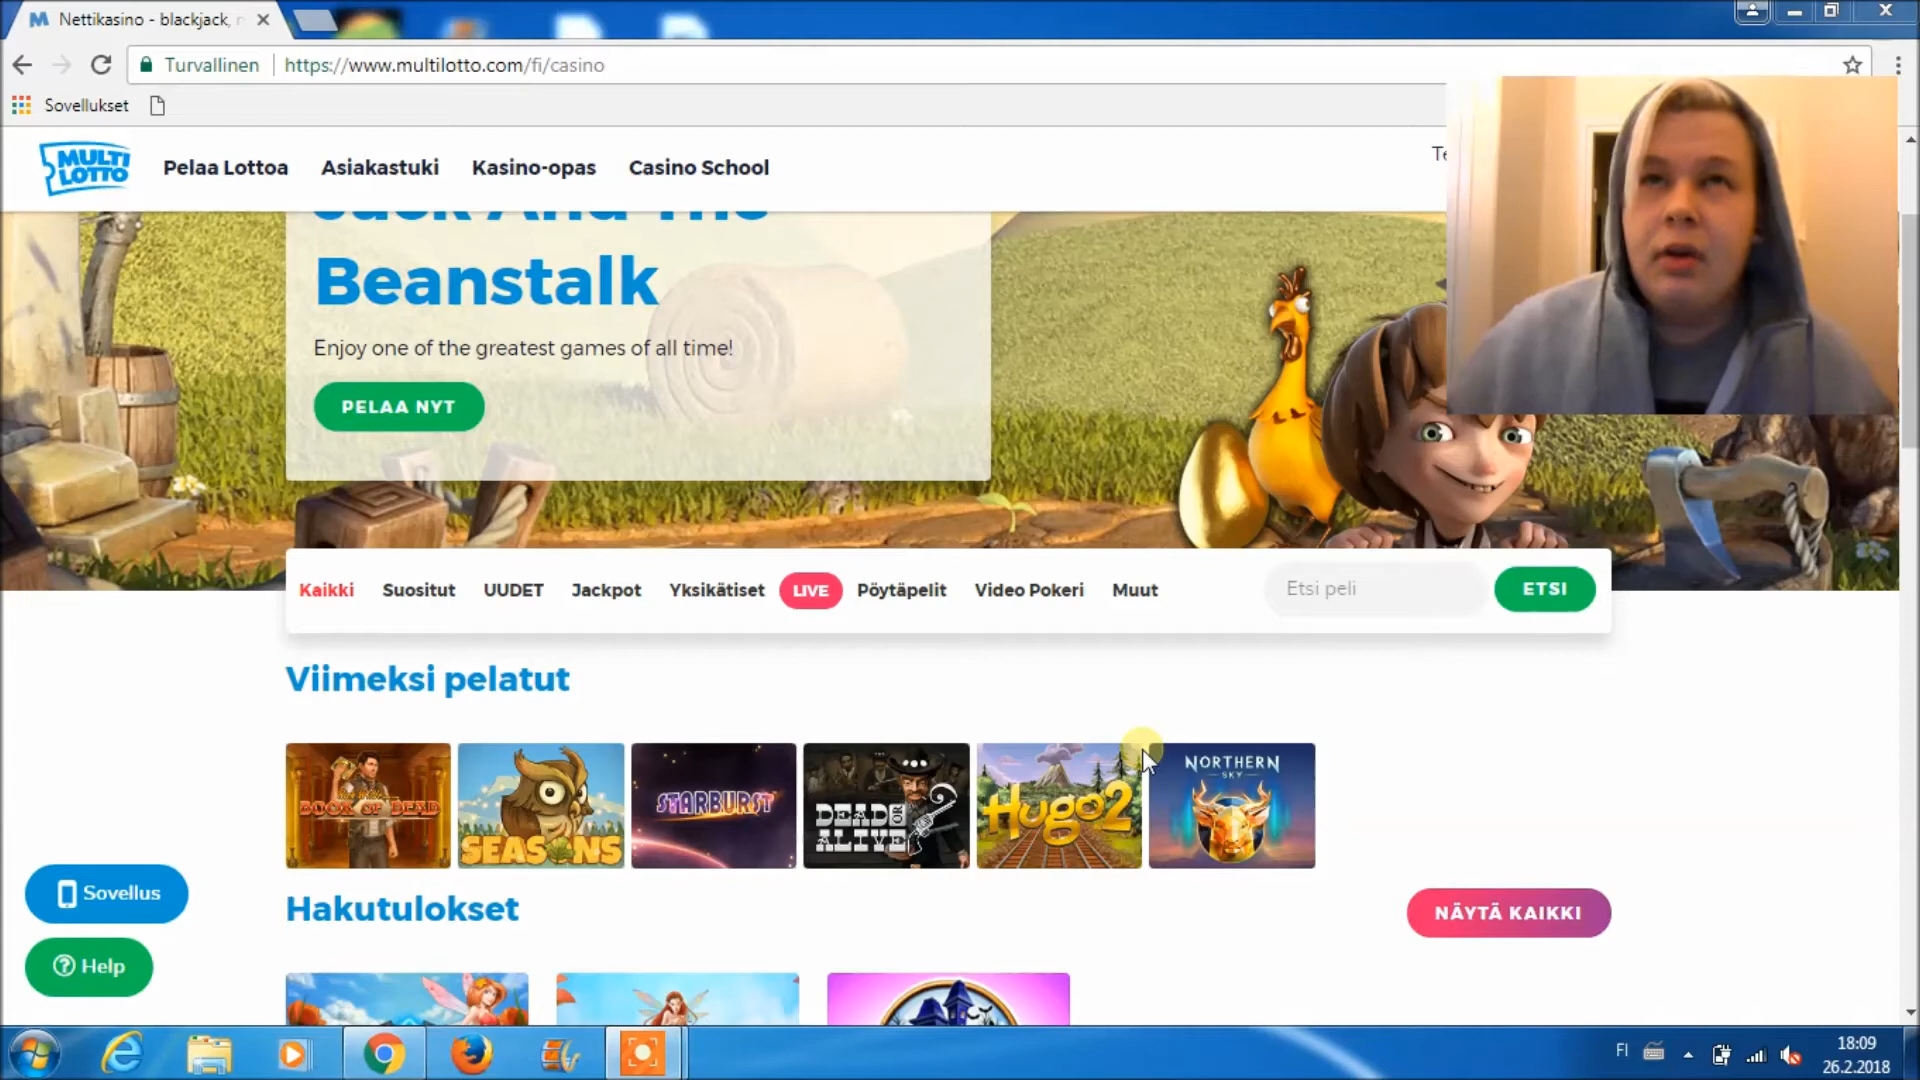 Nettikasino - blackjack,
Turvallinen
https://www.multilotto.com/fi/casino
Sovellukset
MULTI
LOTTO
Pelaa Lottoa
Asiakastuki
Kasino-opas
Casino School
Jack And The
Beanstalk
Enjoy one of the greatest games of all time!
PELAA NYT
Kaikki
Suositut
UUDET
Jackpot
Yksikätiset
LIVE
Pöytäpelit
Video Pokeri
Muut
Etsi peli
ETSI
Viimeksi pelatut
BOOK OF DEAD
SEASONS
STARBURST
DEAD OR
ALIVE
Hugo2
NORTHERN
SKY
Sovellus
Hakutulokset
NÄYTÄ KAIKKI
Help
FI
18:09
26.2.2018